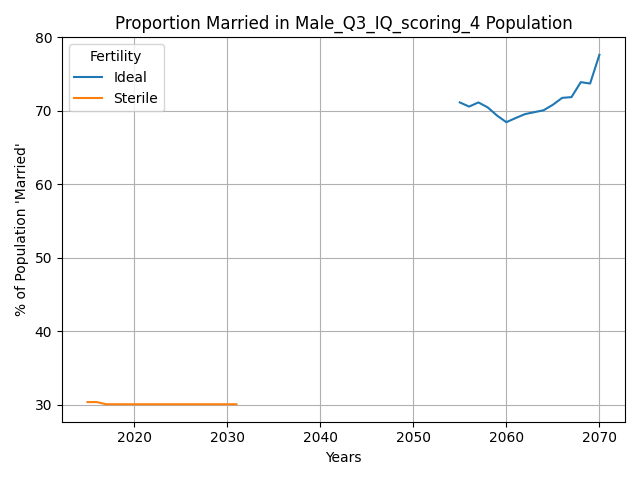 Proportion Married in Male_Q3_IQ_scoring_4 Population
80
70
60
50
40
30
% of Population 'Married'
Fertility
Ideal
Sterile
2020 2030 2040 2050 2060 2070
Years